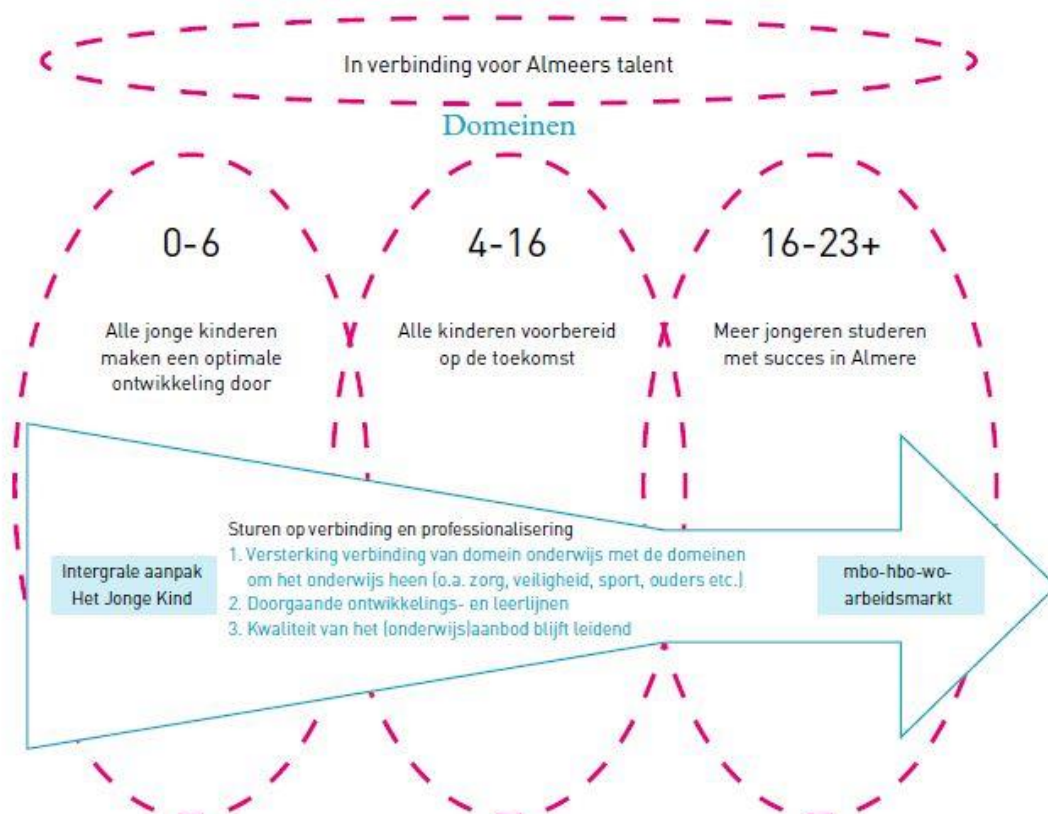 In verbinding voor Almeers talent
Domeinen
0-6
Alle jonge kinderen
maken een optimale
ontwikkeling door
4-16
Alle kinderen voorbereid
op de toekomst
16-23+
Meer jongeren studeren
met succes in Almere
Intergrale aanpak
Het Jonge Kind
Sturen op verbinding en professionalisering
1. Versterking verbinding van domein onderwijs met de domeinen
om het onderwijs heen (o.a. zorg, veiligheid, sport, ouders etc.)
2. Doorgaande ontwikkelings- en leerlijnen
3. Kwaliteit van het (onderwijs)aanbod blijft leidend
mbo-hbo-wo-
arbeidsmarkt